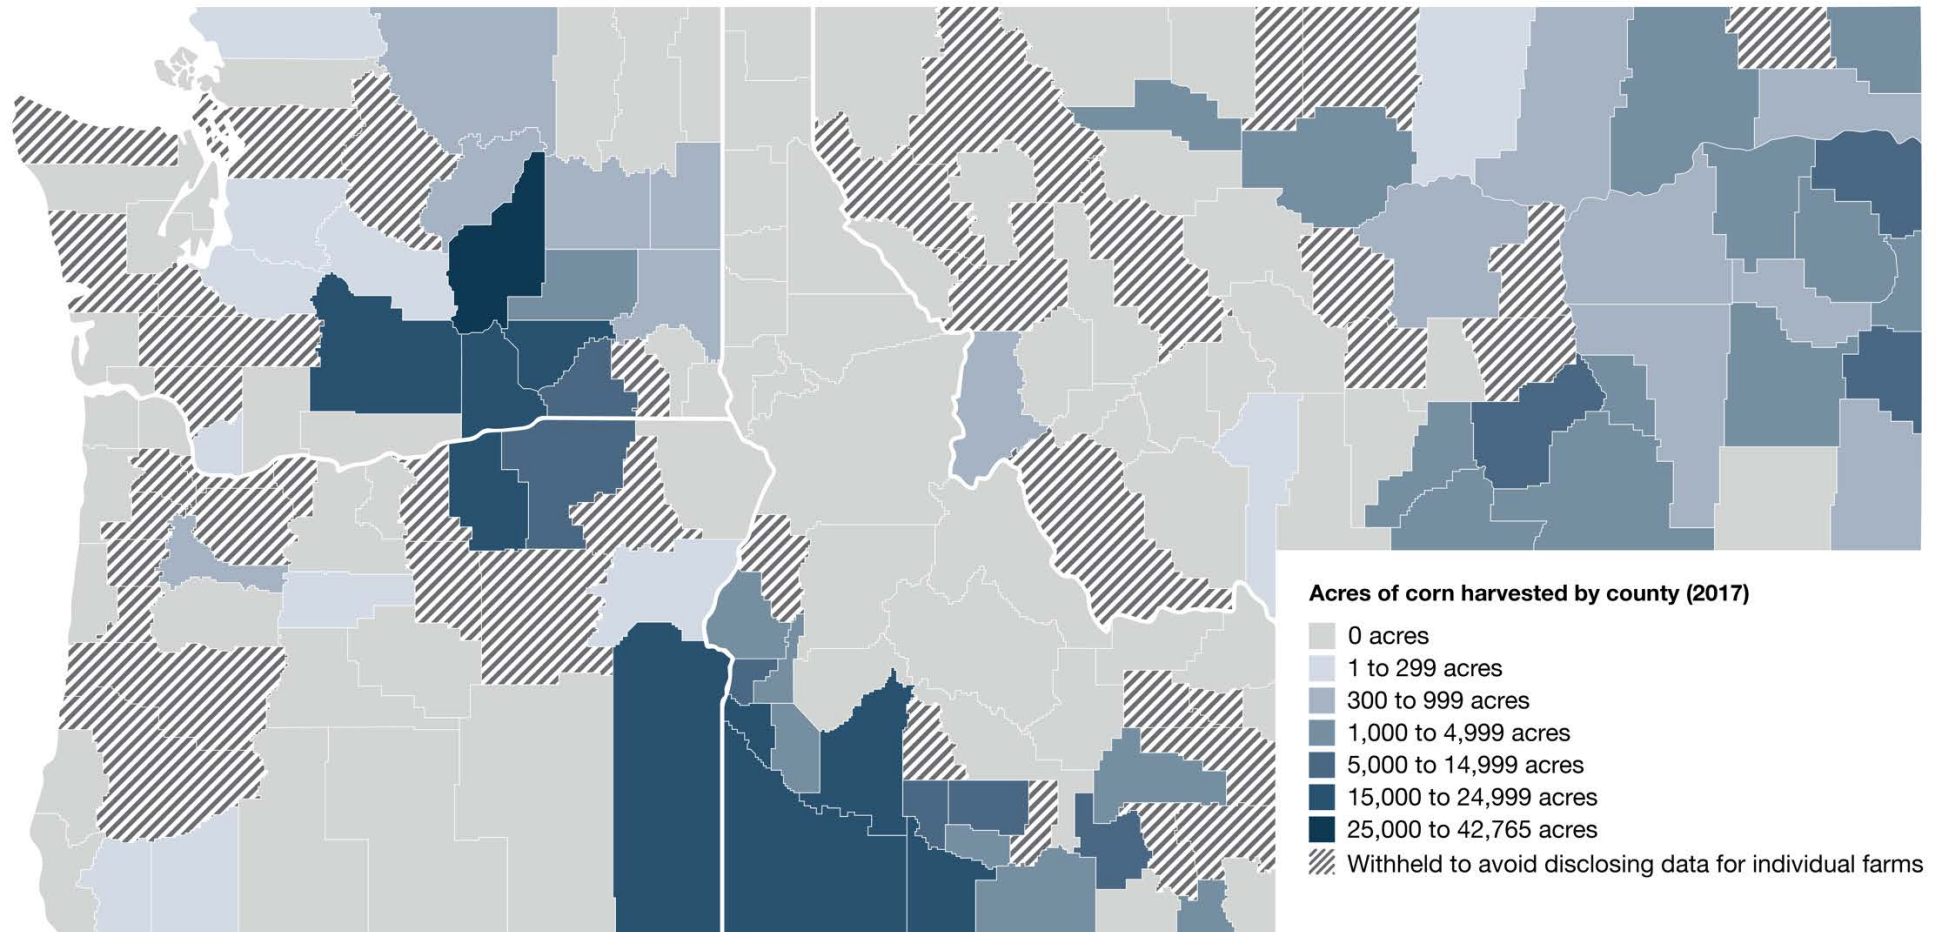 Acres of corn harvested by county (2017)
0 acres
1 to 299 acres
300 to 999 acres
1,000 to 4,999 acres
5,000 to 14,999 acres
15,000 to 24,999 acres
25,000 to 42,765 acres
Withheld to avoid disclosing data for individual farms